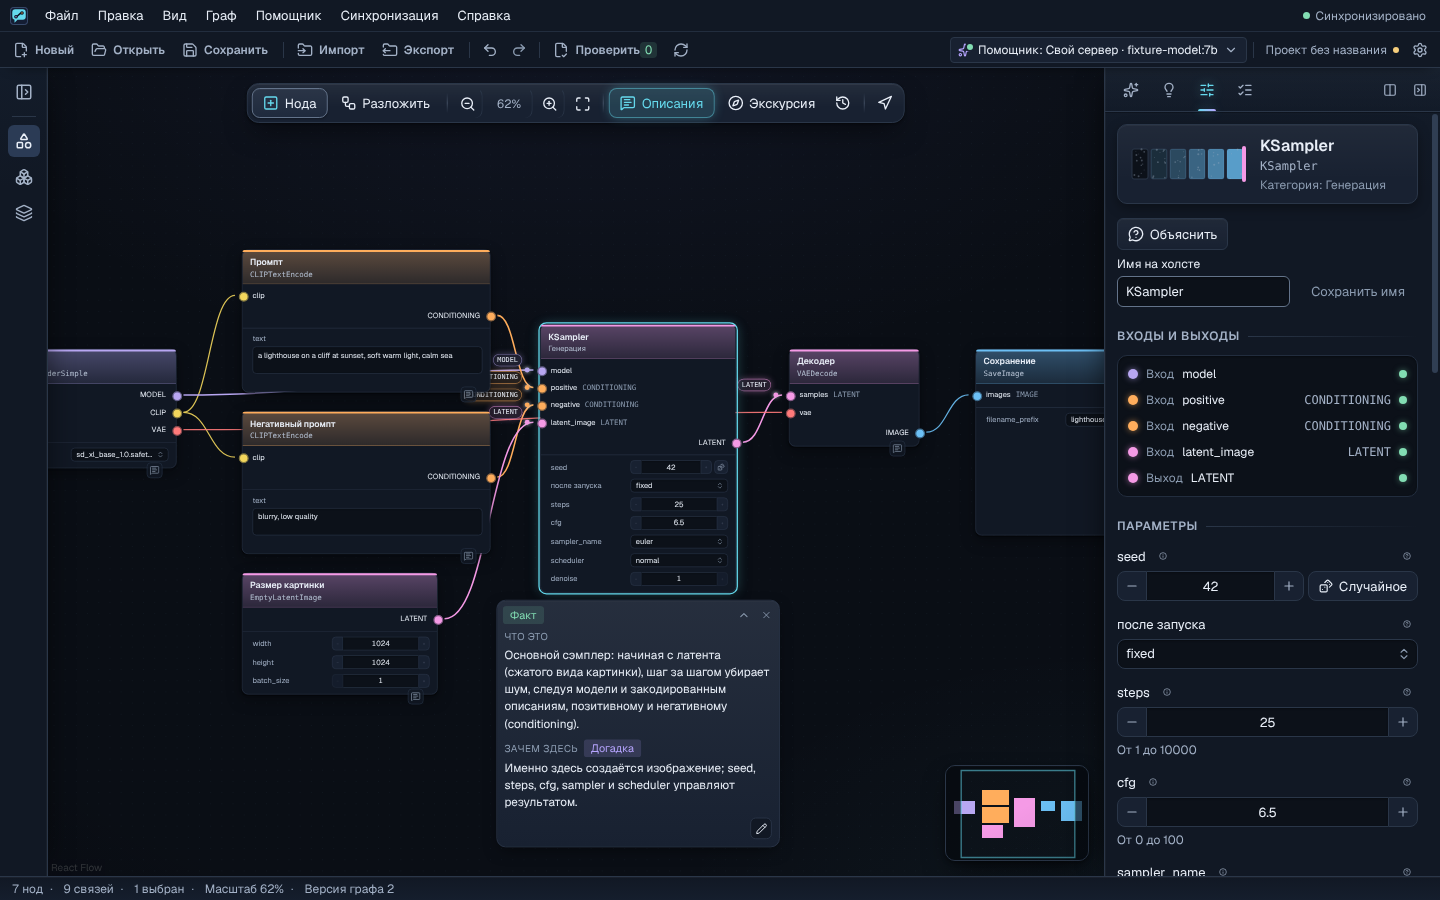 Файл Правка Вид Граф Помощник Синхронизация Справка Синхронизировано
Новый Открыть Сохранить Импорт Экспорт Проверить 0 Помощник: Свой сервер · fixture-model:7b Проект без названия
Нода Разложить 62% Описания Экскурсия
KSampler
KSampler
Категория: Генерация
Объяснить
Имя на холсте
KSampler Сохранить имя
ВХОДЫ И ВЫХОДЫ
Вход model
Вход positive CONDITIONING
Вход negative CONDITIONING
Вход latent_image LATENT
Выход LATENT
ПАРАМЕТРЫ
seed
42 Случайное
после запуска
fixed
steps
25
От 1 до 10000
cfg
6.5
От 0 до 100
sampler_name
derSimple
MODEL
CLIP
VAE
sd_xl_base_1.0.safet...
Промпт
CLIPTextEncode
clip
CONDITIONING
text
a lighthouse on a cliff at sunset, soft warm light, calm sea
Негативный промпт
CLIPTextEncode
clip
CONDITIONING
text
blurry, low quality
Размер картинки
EmptyLatentImage
LATENT
width 1024
height 1024
batch_size 1
MODEL
TIONING
NDITIONING
LATENT
KSampler
Генерация
model
positive CONDITIONING
negative CONDITIONING
latent_image LATENT
LATENT
seed 42
после запуска fixed
steps 25
cfg 6.5
sampler_name euler
scheduler normal
denoise 1
Факт
ЧТО ЭТО
Основной сэмплер: начиная с латента
(сжатого вида картинки), шаг за шагом убирает
шум, следуя модели и закодированным
описаниям, позитивному и негативному
(conditioning).
ЗАЧЕМ ЗДЕСЬ Догадка
Именно здесь создаётся изображение; seed,
steps, cfg, sampler и scheduler управляют
результатом.
LATENT
Декодер
VAEDecode
samples LATENT
vae
IMAGE
Сохранение
SaveImage
images IMAGE
filename_prefix lighthous
React Flow
7 нод · 9 связей · 1 выбран · Масштаб 62% · Версия графа 2